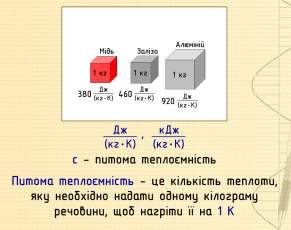 Мідь
Залізо
Алюміній
1 кг
1 кг
1 кг
380 Дж/(кг·К)
460 Дж/(кг·К)
920 Дж/(кг·К)
Дж/(кг·К) , кДж/(кг·К)
с – питома теплоємність
Питома теплоємність – це кількість теплоти,
яку необхідно надати одному кілограму
речовини, щоб нагріти її на 1 К